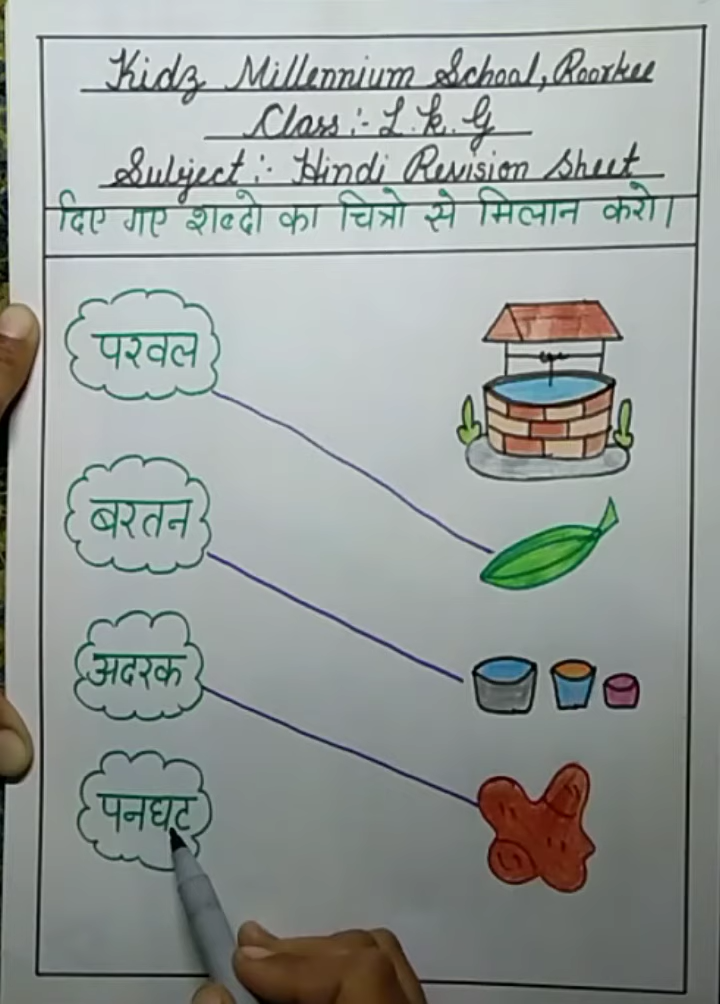 Kidz Millennium School, Roorkee
Class :- L.K.G
Subject :- Hindi Revision Sheet
दिए गए शब्दो का चित्रो से मिलान करो।
परवल
बरतन
अदरक
पनघट